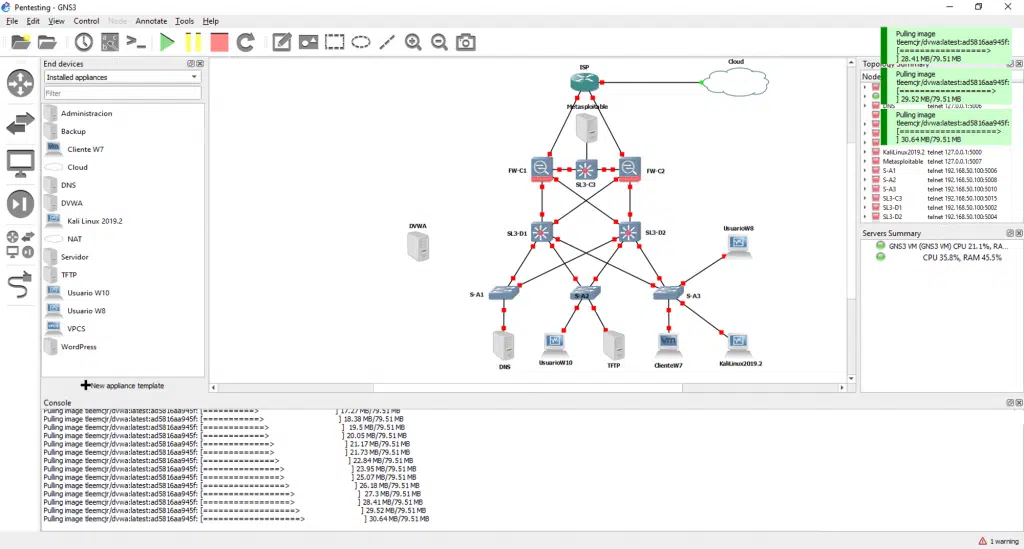 Pentesting - GNS3
File Edit View Control Node Annotate Tools Help
End devices
Installed appliances
Filter
Administracion
Backup
Cliente W7
Cloud
DNS
DVWA
Kali Linux 2019.2
NAT
Servidor
TFTP
Usuario W10
Usuario W8
VPCS
WordPress
New appliance template
ISP
Cloud
Metasploitable
FW-C1
SL3-C3
FW-C2
DVWA
SL3-D1
SL3-D2
UsuarioW8
S-A1
S-A2
S-A3
DNS
UsuarioW10
TFTP
ClienteW7
KaliLinux2019.2
Pulling image
tleemcjr/dvwa:latest:ad5816aa945f:
[=================>
] 28.41 MB/79.51 MB
Topology Summary
Node
Pulling image
tleemcjr/dvwa:latest:ad5816aa945f:
[==================>
] 29.52 MB/79.51 MB
DNS telnet 127.0.0.1:5006
Pulling image
tleemcjr/dvwa:latest:ad5816aa945f:
[===================>
] 30.64 MB/79.51 MB
KaliLinux2019.2 telnet 127.0.0.1:5000
Metasploitable telnet 127.0.0.1:5007
S-A1 telnet 192.168.50.100:5006
S-A2 telnet 192.168.50.100:5008
S-A3 telnet 192.168.50.100:5010
SL3-C3 telnet 192.168.50.100:5015
SL3-D1 telnet 192.168.50.100:5002
SL3-D2 telnet 192.168.50.100:5004
Servers Summary
GNS3 VM (GNS3 VM) CPU 21.1%, RA...
CPU 35.8%, RAM 45.5%
Console
Pulling image tleemcjr/dvwa:latest:ad5816aa945f: [==========> ] 17.27 MB/79.51 MB
Pulling image tleemcjr/dvwa:latest:ad5816aa945f: [===========> ] 18.38 MB/79.51 MB
Pulling image tleemcjr/dvwa:latest:ad5816aa945f: [============> ] 19.5 MB/79.51 MB
Pulling image tleemcjr/dvwa:latest:ad5816aa945f: [============> ] 20.05 MB/79.51 MB
Pulling image tleemcjr/dvwa:latest:ad5816aa945f: [=============> ] 21.17 MB/79.51 MB
Pulling image tleemcjr/dvwa:latest:ad5816aa945f: [=============> ] 21.73 MB/79.51 MB
Pulling image tleemcjr/dvwa:latest:ad5816aa945f: [==============> ] 22.84 MB/79.51 MB
Pulling image tleemcjr/dvwa:latest:ad5816aa945f: [===============> ] 23.95 MB/79.51 MB
Pulling image tleemcjr/dvwa:latest:ad5816aa945f: [===============> ] 25.07 MB/79.51 MB
Pulling image tleemcjr/dvwa:latest:ad5816aa945f: [================> ] 26.18 MB/79.51 MB
Pulling image tleemcjr/dvwa:latest:ad5816aa945f: [=================> ] 27.3 MB/79.51 MB
Pulling image tleemcjr/dvwa:latest:ad5816aa945f: [=================> ] 28.41 MB/79.51 MB
Pulling image tleemcjr/dvwa:latest:ad5816aa945f: [==================> ] 29.52 MB/79.51 MB
Pulling image tleemcjr/dvwa:latest:ad5816aa945f: [===================> ] 30.64 MB/79.51 MB
1 warning